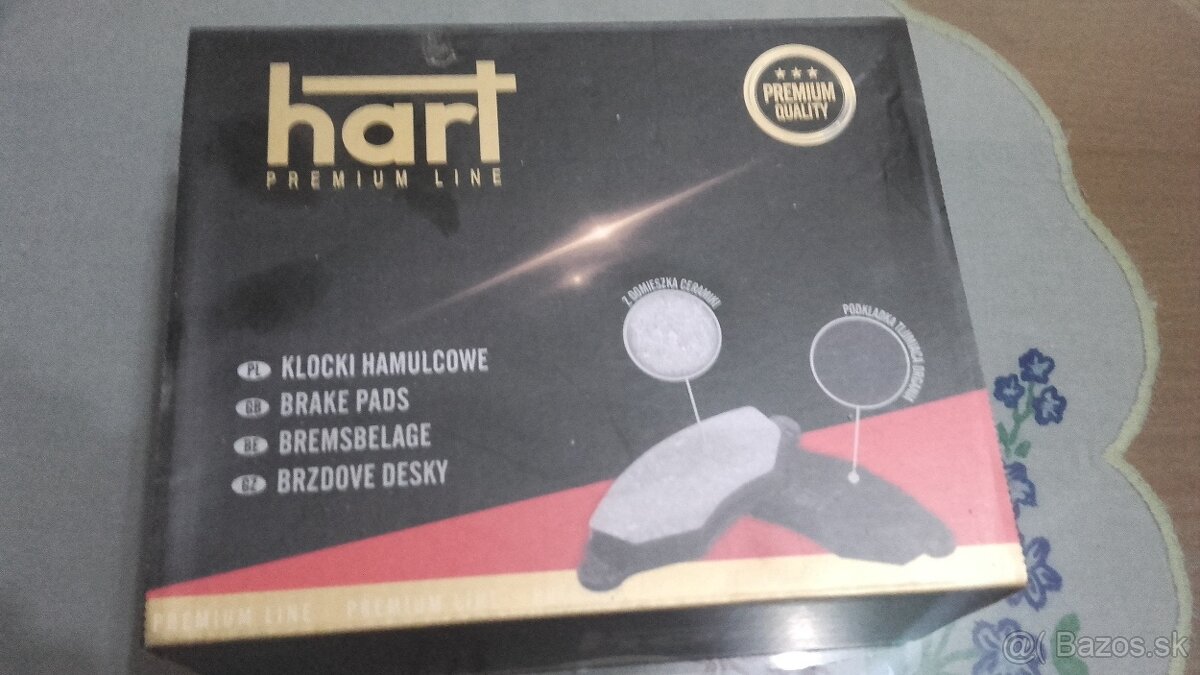 hart
PREMIUM LINE
★★★
PREMIUM
QUALITY
Z DOMIESZKĄ CERAMIKI
PODKŁADKA TŁUMIĄCA DRGANIA
PL KLOCKI HAMULCOWE
GB BRAKE PADS
DE BREMSBELAGE
CZ BRZDOVE DESKY
PREMIUM LINE PREMIUM LINE
@( Bazos.sk